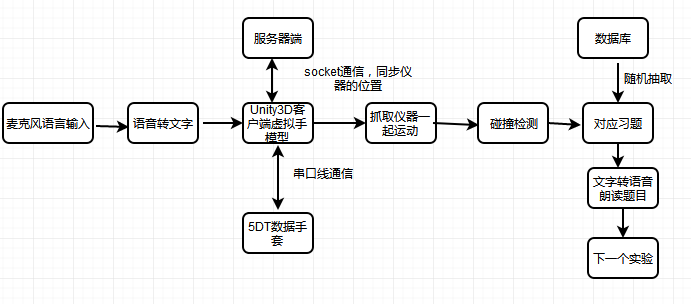 服务器端
数据库
socket通信，同步仪
器的位置
随机抽取
麦克风语言输入
语音转文字
Unity3D客
户端虚拟手
模型
抓取仪器一
起运动
碰撞检测
对应习题
串口线通信
文字转语音
朗读题目
5DT数据手
套
下一个实验